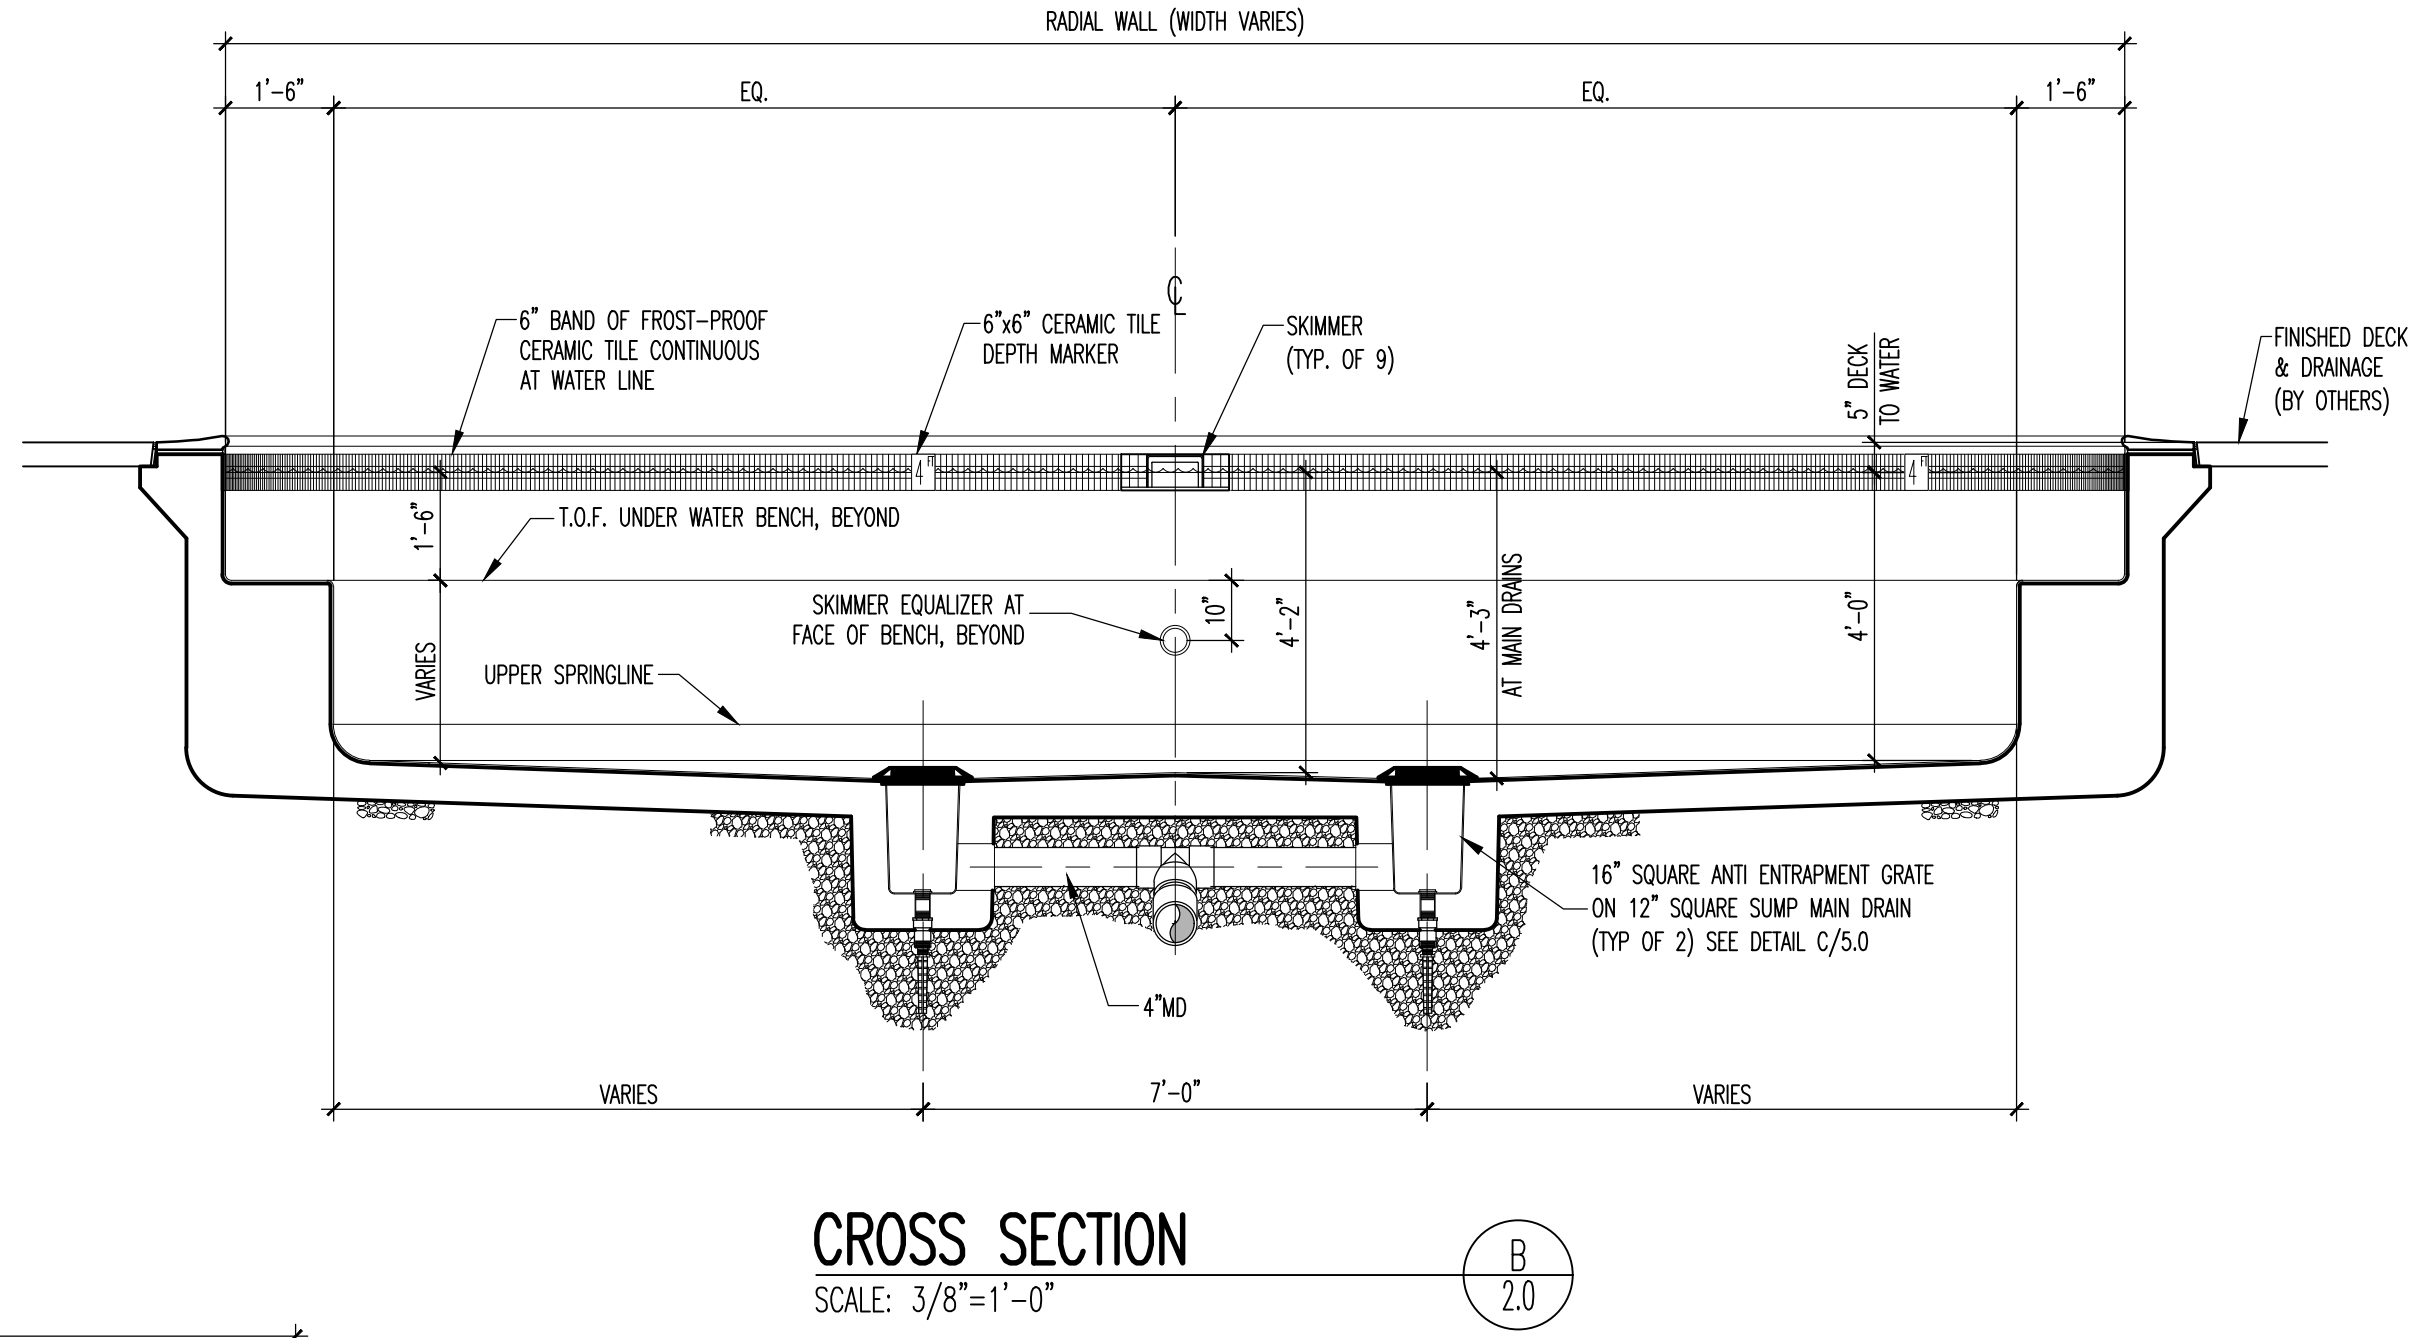 RADIAL WALL (WIDTH VARIES)
1'-6"
EQ.
EQ.
1'-6"
℄
6" BAND OF FROST-PROOF
CERAMIC TILE CONTINUOUS
AT WATER LINE
6"x6" CERAMIC TILE
DEPTH MARKER
SKIMMER
(TYP. OF 9)
5" DECK
TO WATER
FINISHED DECK
& DRAINAGE
(BY OTHERS)
4 FT
4 FT
1'-6"
T.O.F. UNDER WATER BENCH, BEYOND
SKIMMER EQUALIZER AT
FACE OF BENCH, BEYOND
10"
4'-2"
4'-3"
AT MAIN DRAINS
4'-0"
VARIES
UPPER SPRINGLINE
16" SQUARE ANTI ENTRAPMENT GRATE
ON 12" SQUARE SUMP MAIN DRAIN
(TYP OF 2) SEE DETAIL C/5.0
4"MD
VARIES
7'-0"
VARIES
CROSS SECTION
SCALE: 3/8"=1'-0"
B
2.0